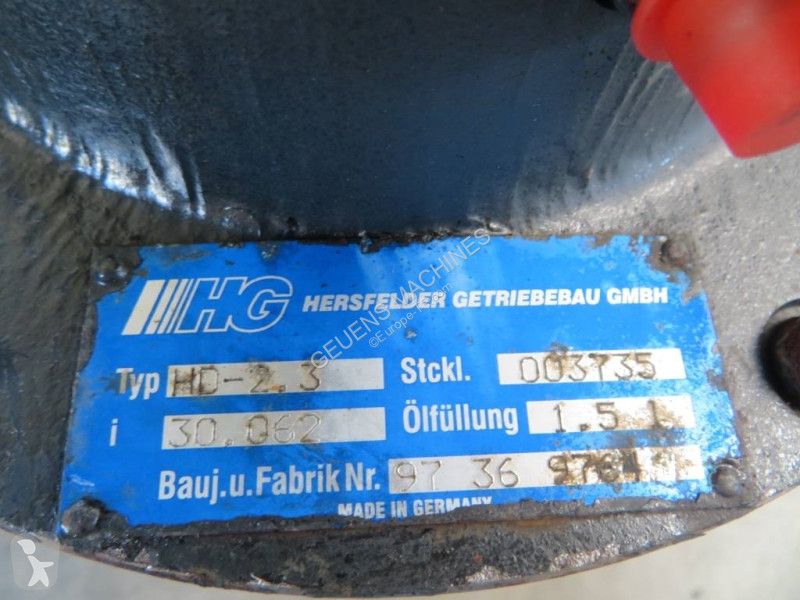 HG HERSFELDER GETRIEBEBAU GMBH
Typ HD-2.3 Stckl. 003735
i 30.062 Ölfüllung 1.5 l
Bauj.u.Fabrik Nr. 97 36
MADE IN GERMANY
GEUENS-MACHINES